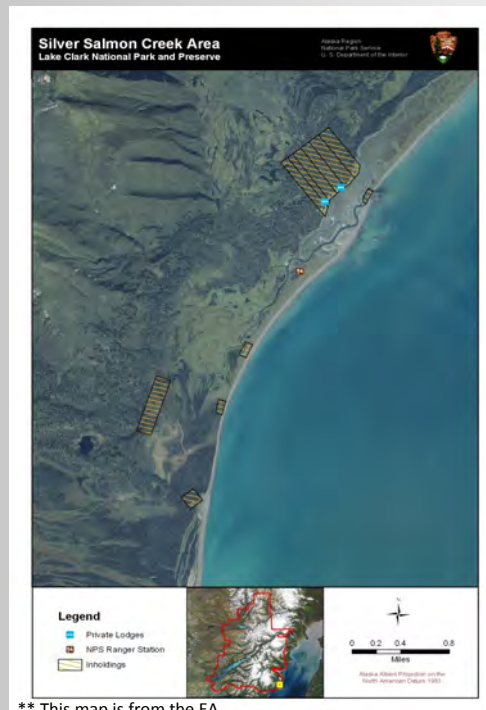 Silver Salmon Creek Area
Lake Clark National Park and Preserve
Alaska Region
National Park Service
U. S. Department of the Interior
Legend
Private Lodges
NPS Ranger Station
Inholdings
0 0.2 0.4 0.8
Miles
Alaska Albers Projection on the
North American Datum 1983
** This map is from the EA